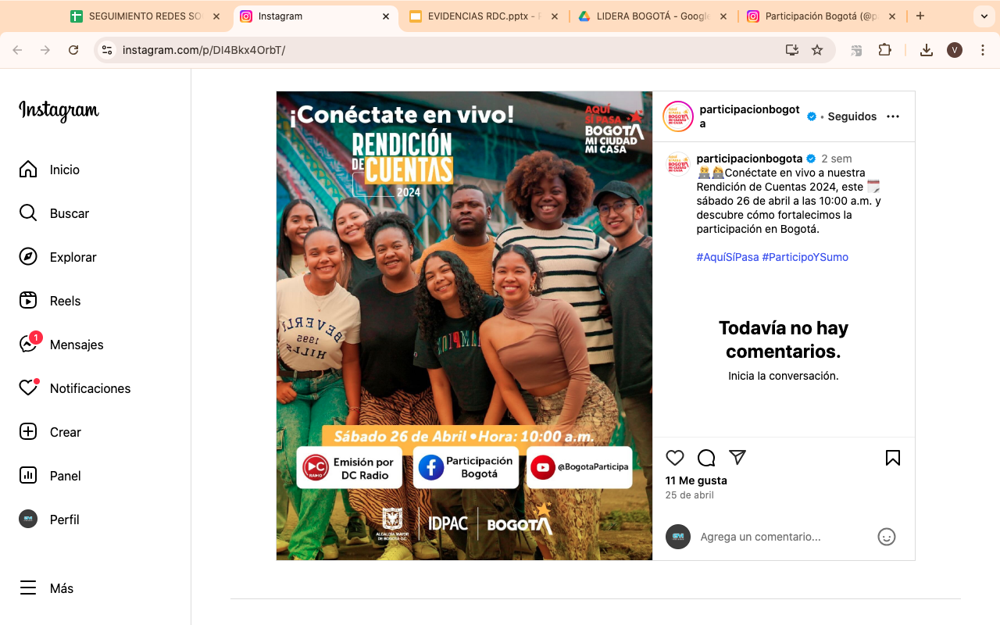 SEGUIMIENTO REDES SO
Instagram
EVIDENCIAS RDC.pptx -
LIDERA BOGOTÁ - Google
Participación Bogotá (@p
instagram.com/p/DI4Bkx4OrbT/
V
Instagram
Inicio
Buscar
Explorar
Reels
1
Mensajes
Notificaciones
Crear
Panel
Perfil
Más
¡Conéctate en vivo!
RENDICIÓN
DE CUENTAS
2024
AQUÍ
SÍ PASA
BOGOTÁ
MI CIUDAD
MI CASA
BEVERLY
1995
HILLS
Sábado 26 de Abril • Hora: 10:00 a.m.
DC
RADIO
Emisión por
DC Radio
Participación
Bogotá
@BogotaParticipa
ALCALDÍA MAYOR
DE BOGOTÁ D.C.
IDPAC
BOGOTÁ
participacionbogot
a
• Seguidos
participacionbogota 2 sem
Conéctate en vivo a nuestra
Rendición de Cuentas 2024, este
sábado 26 de abril a las 10:00 a.m. y
descubre cómo fortalecimos la
participación en Bogotá.
#AquíSíPasa #ParticipoYSumo
Todavía no hay
comentarios.
Inicia la conversación.
11 Me gusta
25 de abril
Agrega un comentario...